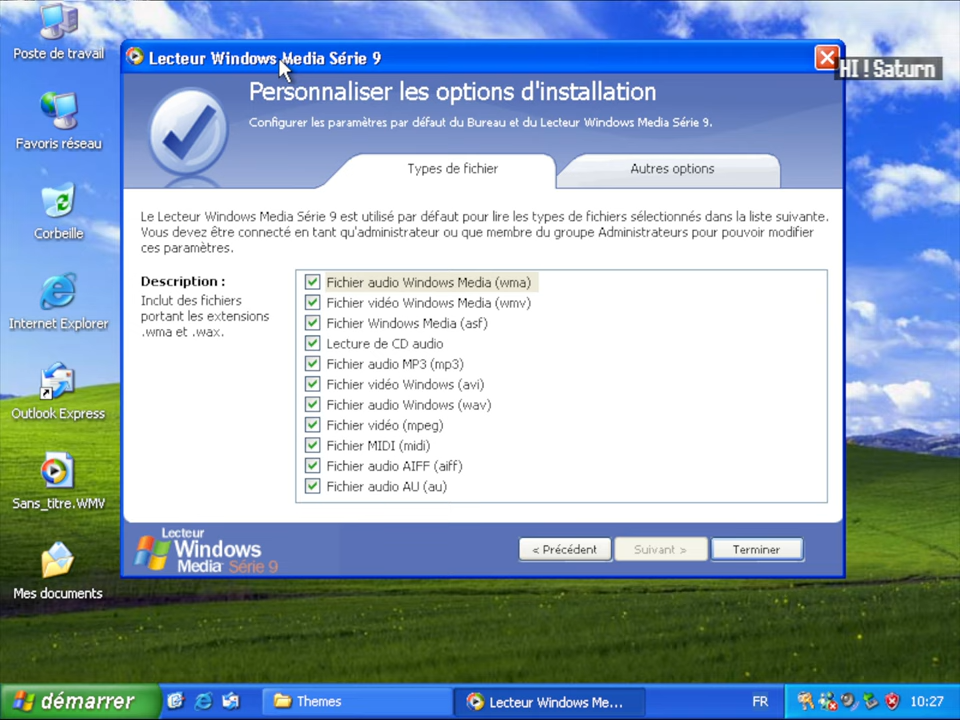 Poste de travail
Lecteur Windows Media Série 9
HI ! Saturn
Personnaliser les options d'installation
Configurer les paramètres par défaut du Bureau et du Lecteur Windows Media Série 9.
Favoris réseau
Types de fichier
Autres options
Le Lecteur Windows Media Série 9 est utilisé par défaut pour lire les types de fichiers sélectionnés dans la liste suivante.
Vous devez être connecté en tant qu'administrateur ou que membre du groupe Administrateurs pour pouvoir modifier
ces paramètres.
Corbeille
Description :
Inclut des fichiers
portant les extensions
.wma et .wax.
Fichier audio Windows Media (wma)
Fichier vidéo Windows Media (wmv)
Fichier Windows Media (asf)
Lecture de CD audio
Fichier audio MP3 (mp3)
Fichier vidéo Windows (avi)
Fichier audio Windows (wav)
Fichier vidéo (mpeg)
Fichier MIDI (midi)
Fichier audio AIFF (aiff)
Fichier audio AU (au)
Internet Explorer
Outlook Express
Sans_titre.WMV
Lecteur
Windows
Media Série 9
< Précédent
Suivant >
Terminer
Mes documents
démarrer
Themes
Lecteur Windows Me...
FR
10:27